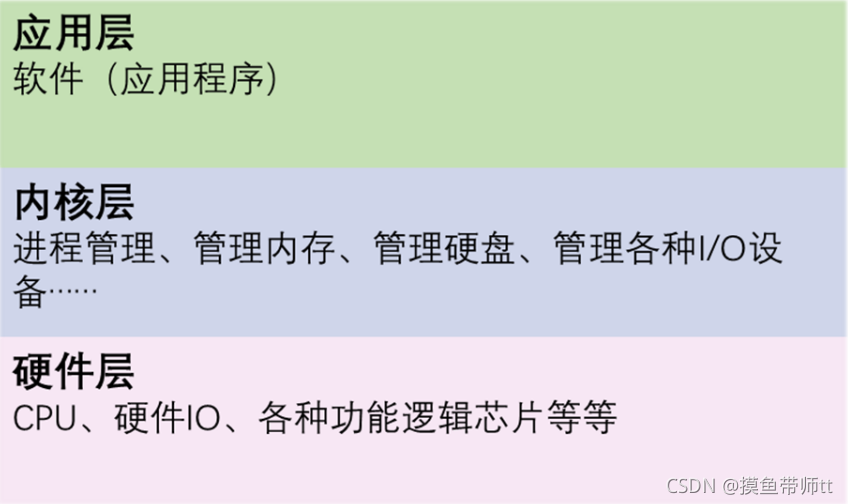 应用层
软件（应用程序）
内核层
进程管理、管理内存、管理硬盘、管理各种I/O设
备……
硬件层
CPU、硬件IO、各种功能逻辑芯片等等
CSDN @摸鱼带师tt